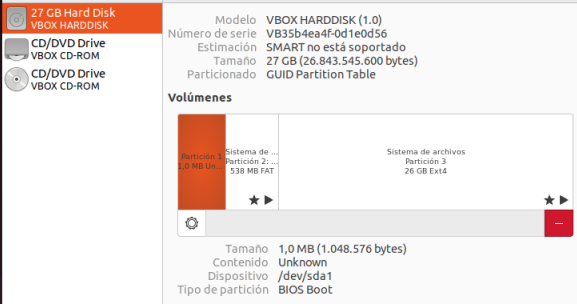 27 GB Hard Disk
VBOX HARDDISK
CD/DVD Drive
VBOX CD-ROM
CD/DVD Drive
VBOX CD-ROM
Modelo VBOX HARDDISK (1.0)
Número de serie VB35b4ea4f-0d1e0d56
Estimación SMART no está soportado
Tamaño 27 GB (26.843.545.600 bytes)
Particionado GUID Partition Table
Volúmenes
Partición 1
1,0 MB Un...
Sistema de ...
Partición 2: ...
538 MB FAT
Sistema de archivos
Partición 3
26 GB Ext4
Tamaño 1,0 MB (1.048.576 bytes)
Contenido Unknown
Dispositivo /dev/sda1
Tipo de partición BIOS Boot